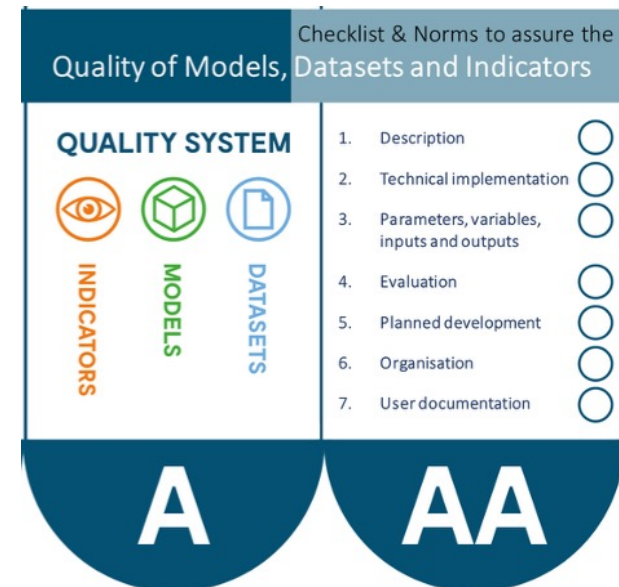 Checklist & Norms to assure the
Quality of Models, Datasets and Indicators
QUALITY SYSTEM
INDICATORS
MODELS
DATASETS
1. Description
2. Technical implementation
3. Parameters, variables,
inputs and outputs
4. Evaluation
5. Planned development
6. Organisation
7. User documentation
A
AA